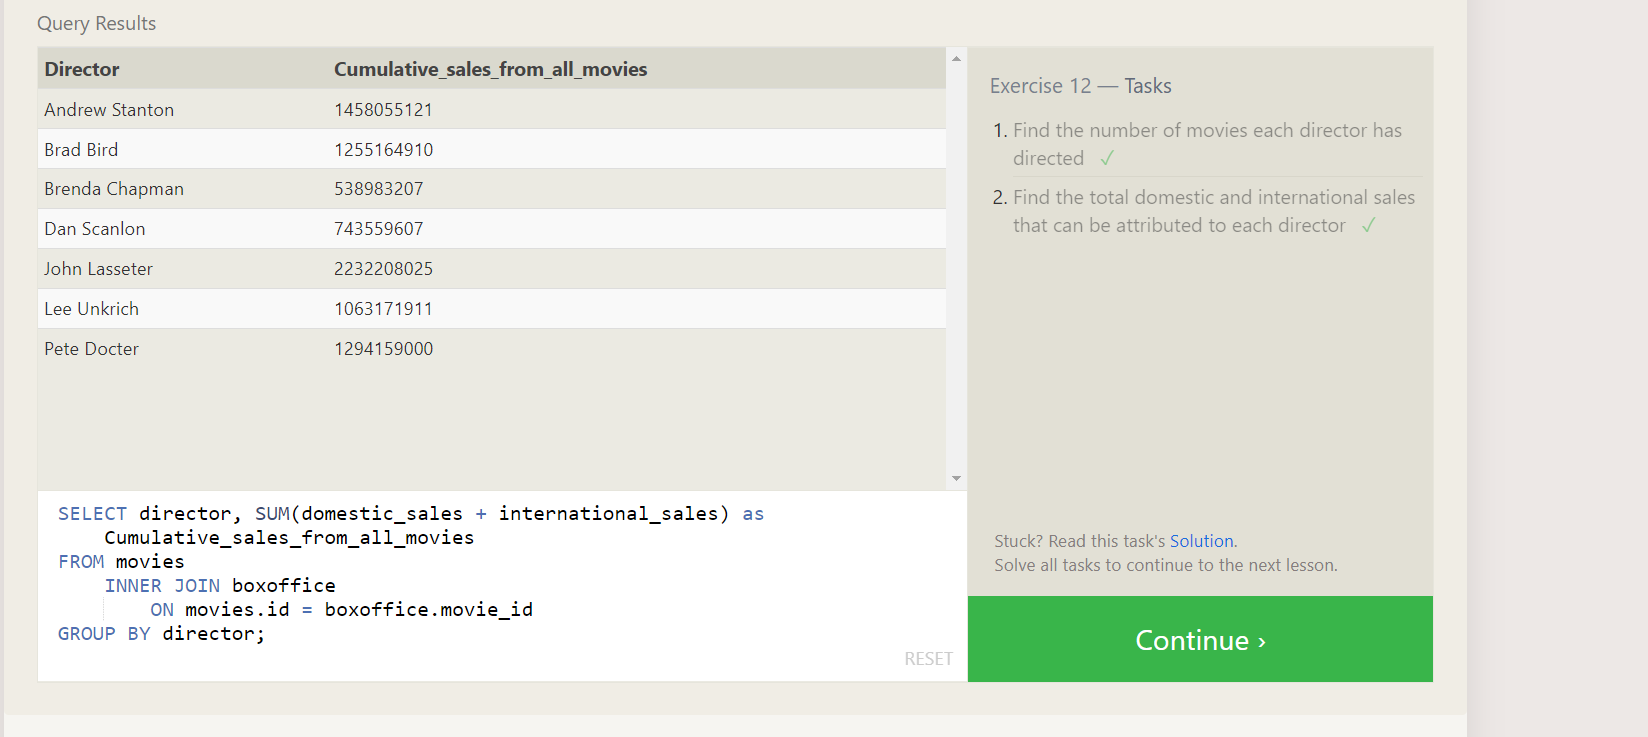 Query Results
Director Cumulative_sales_from_all_movies
Andrew Stanton 1458055121
Brad Bird 1255164910
Brenda Chapman 538983207
Dan Scanlon 743559607
John Lasseter 2232208025
Lee Unkrich 1063171911
Pete Docter 1294159000
SELECT director, SUM(domestic_sales + international_sales) as
Cumulative_sales_from_all_movies
FROM movies
INNER JOIN boxoffice
ON movies.id = boxoffice.movie_id
GROUP BY director;
RESET
Exercise 12 — Tasks
1. Find the number of movies each director has
directed ✓
2. Find the total domestic and international sales
that can be attributed to each director ✓
Stuck? Read this task's Solution.
Solve all tasks to continue to the next lesson.
Continue ›